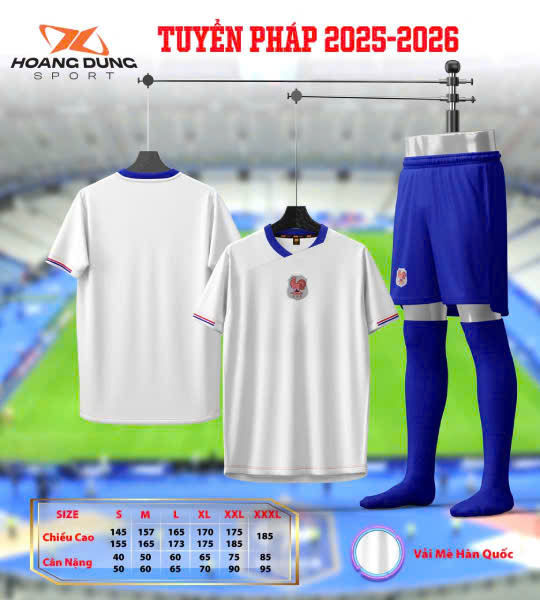 HOANG DUNG
SPORT
TUYỂN PHÁP 2025-2026
SIZE S M L XL XXL XXXL
Chiều Cao 145 157 165 170 175 185
155 165 173 175 185
Cân Nặng 40 50 60 65 75 85
50 60 65 70 90 95
Vải Mè Hàn Quốc